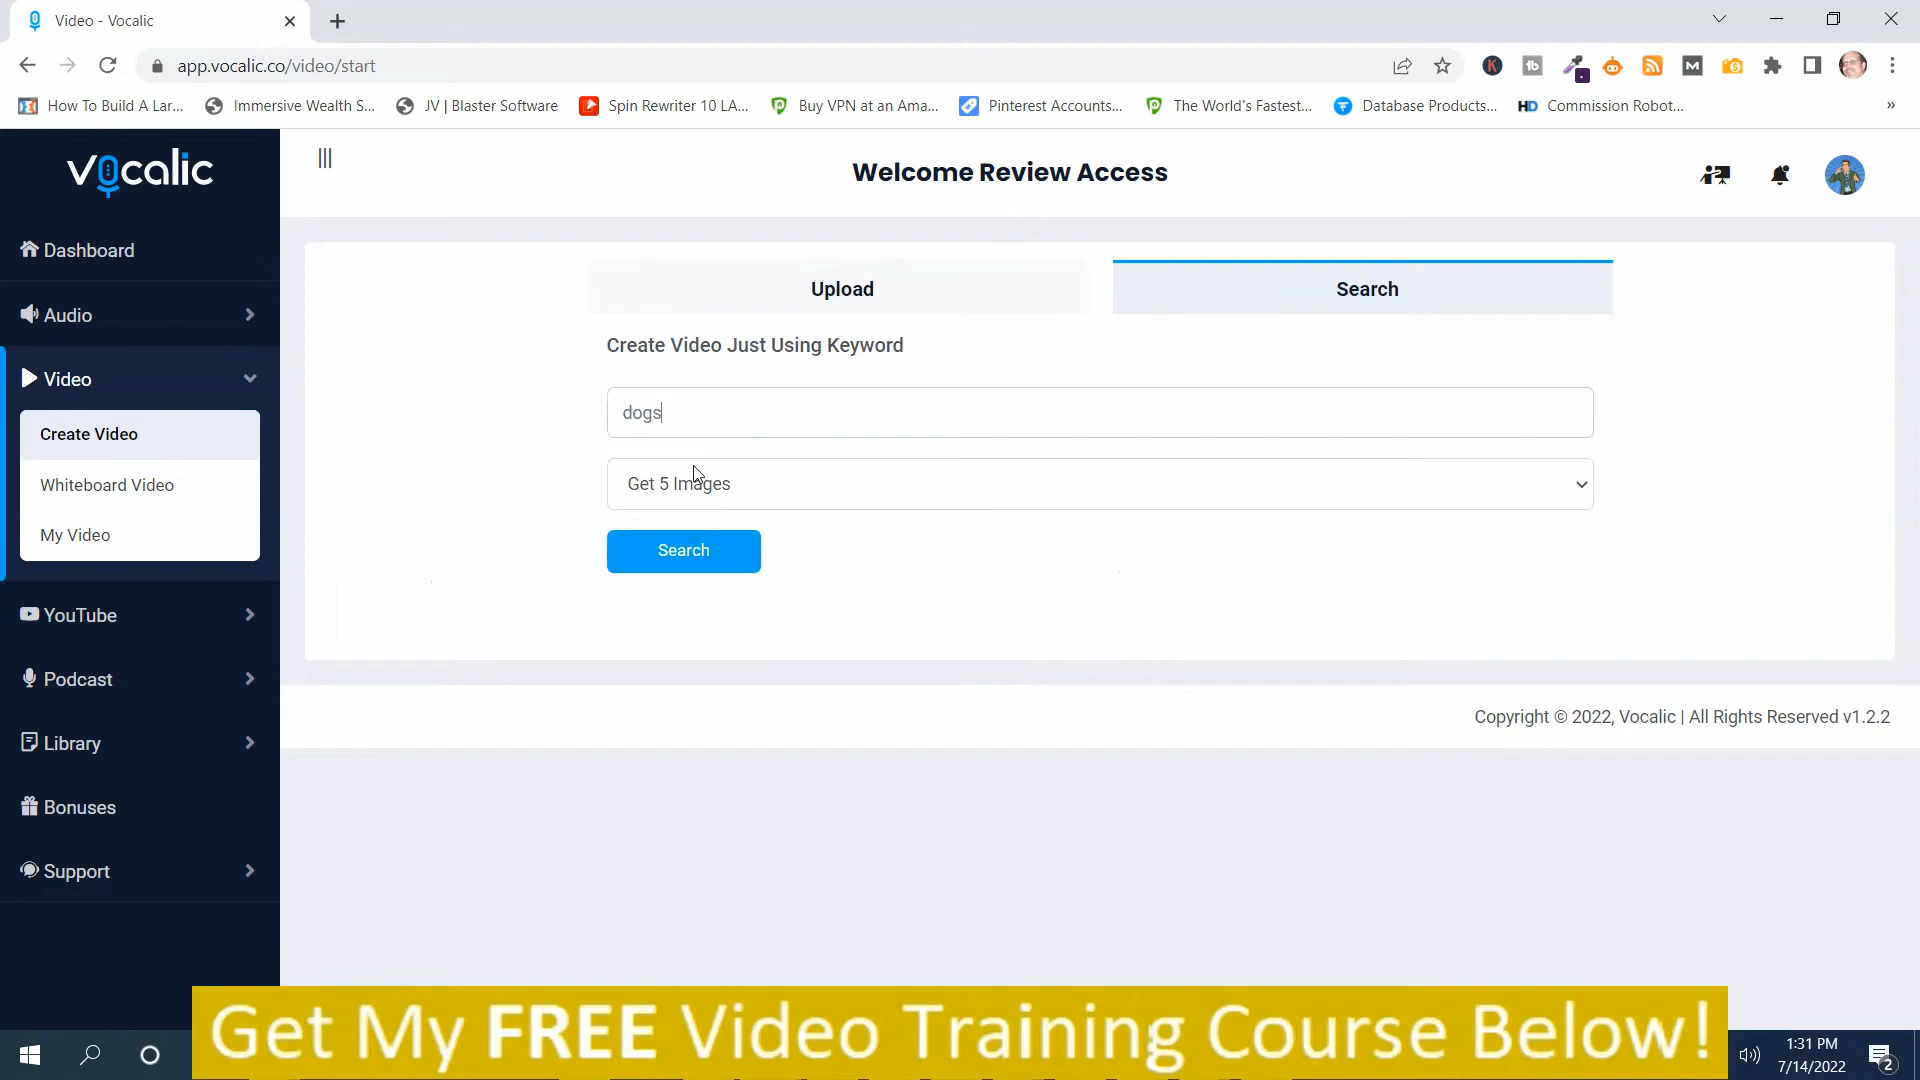 Video - Vocalic
app.vocalic.co/video/start
How To Build A Lar... Immersive Wealth S... JV | Blaster Software Spin Rewriter 10 LA... Buy VPN at an Ama... Pinterest Accounts... The World's Fastest... Database Products... HD Commission Robot... »
vocalic
Welcome Review Access
Dashboard
Audio
Video
Create Video
Whiteboard Video
My Video
YouTube
Podcast
Library
Bonuses
Support
Upload
Search
Create Video Just Using Keyword
dogs
Get 5 Images
Search
Copyright © 2022, Vocalic | All Rights Reserved v1.2.2
Get My FREE Video Training Course Below!
1:31 PM
7/14/2022
2